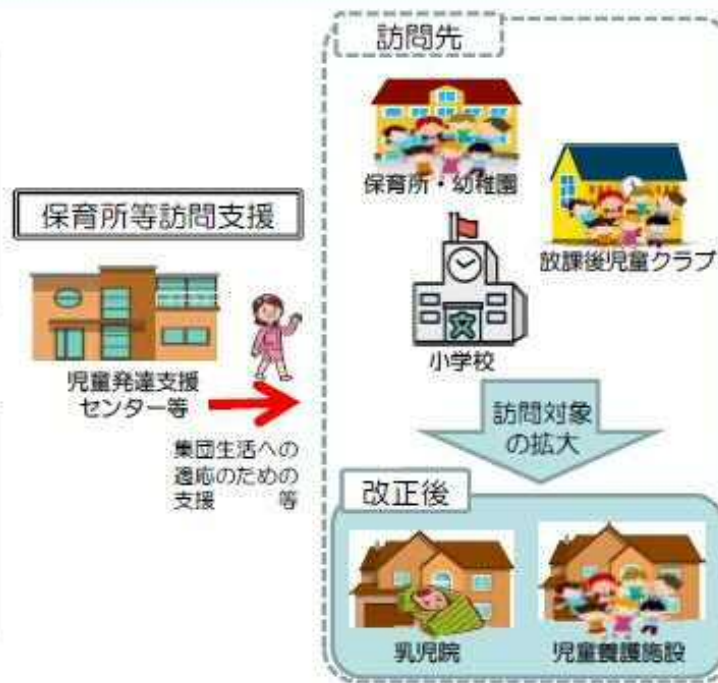 訪問先
保育所・幼稚園
放課後児童クラブ
小学校
文
保育所等訪問支援
児童発達支援
センター等
集団生活への
適応のための
支援 等
訪問対象
の拡大
改正後
乳児院
児童養護施設